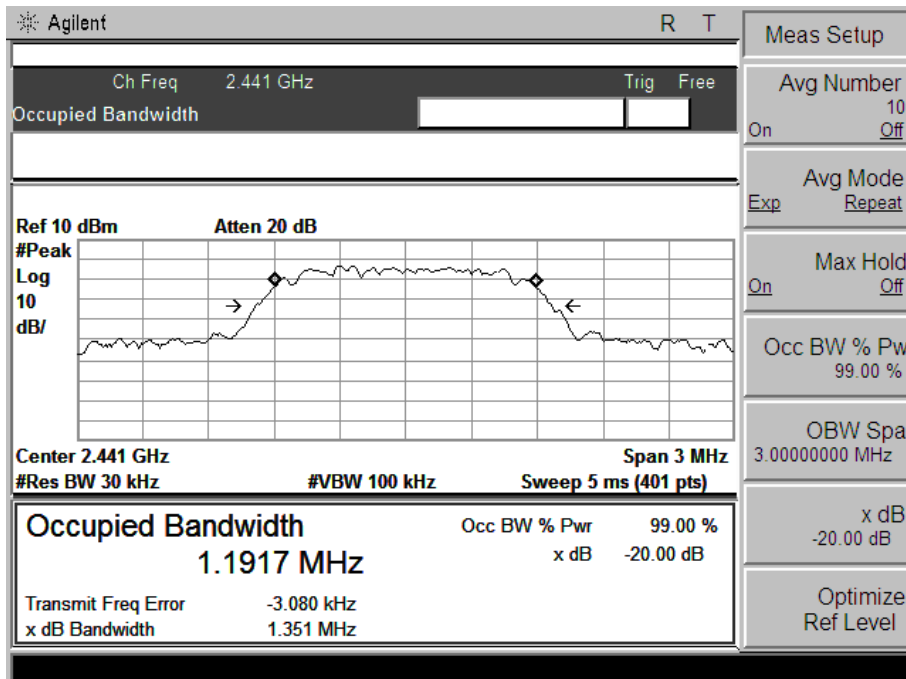 Agilent R T
Ch Freq 2.441 GHz Trig Free
Occupied Bandwidth
Ref 10 dBm Atten 20 dB
#Peak
Log
10
dB/
Center 2.441 GHz Span 3 MHz
#Res BW 30 kHz #VBW 100 kHz Sweep 5 ms (401 pts)
Occupied Bandwidth
1.1917 MHz
Occ BW % Pwr 99.00 %
x dB -20.00 dB
Transmit Freq Error -3.080 kHz
x dB Bandwidth 1.351 MHz
Meas Setup
Avg Number
10
On Off
Avg Mode
Exp Repeat
Max Hold
On Off
Occ BW % Pw
99.00 %
OBW Spa
3.00000000 MHz
x dB
-20.00 dB
Optimize
Ref Level